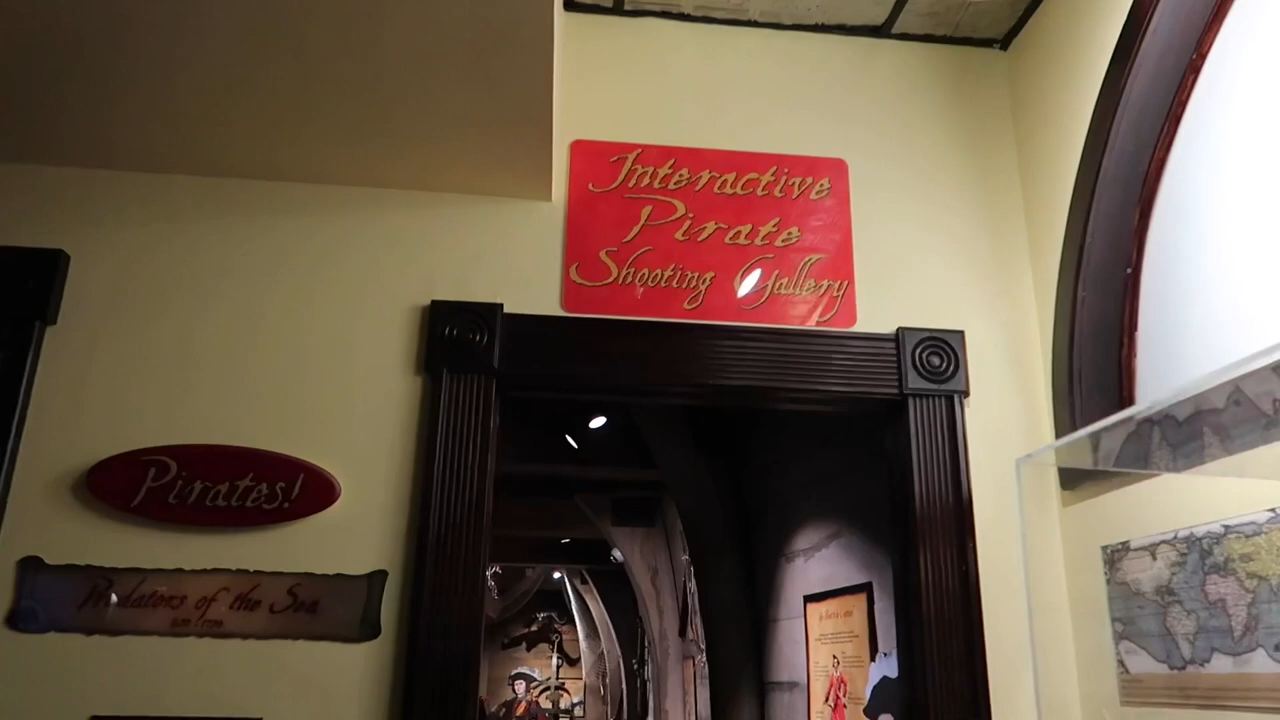 Interactive
Pirate
Shooting Gallery
Pirates!
Predators of the Sea